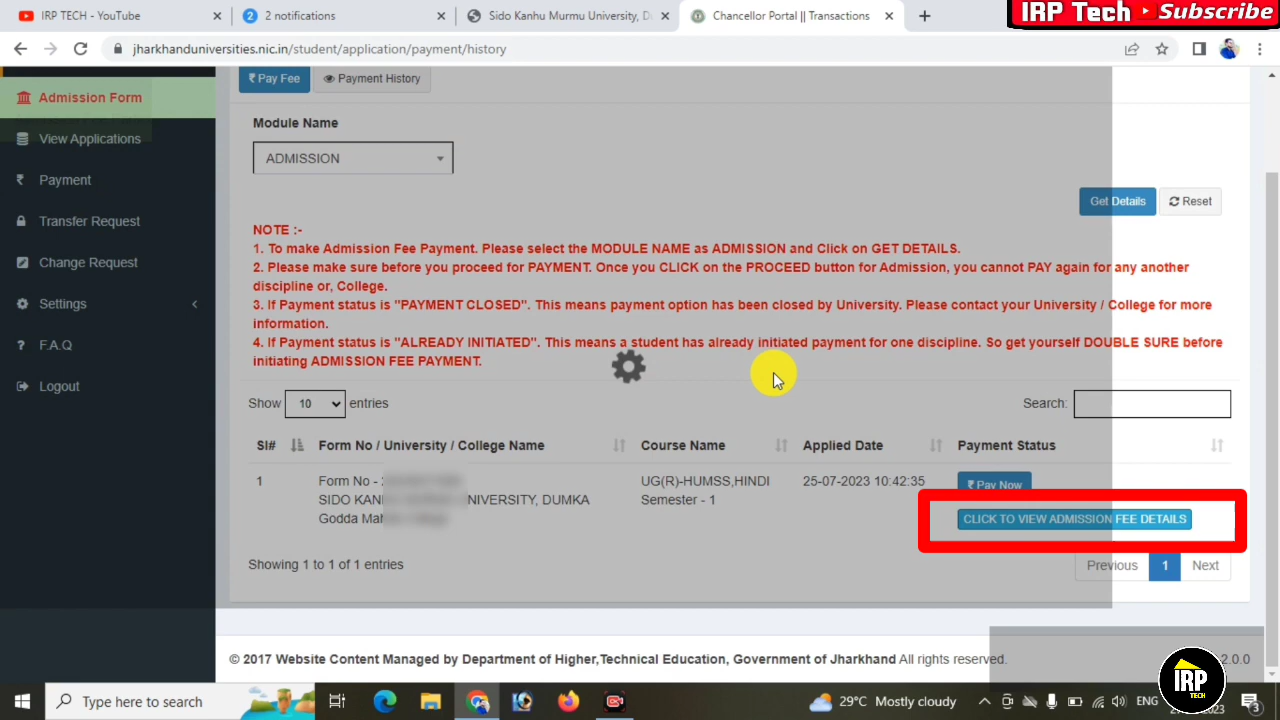 IRP TECH - YouTube
2 2 notifications
Sido Kanhu Murmu University, D
Chancellor Portal || Transactions
IRP Tech Subscribe
jharkhanduniversities.nic.in/student/application/payment/history
Admission Form
View Applications
₹ Payment
Transfer Request
Change Request
Settings
? F.A.Q
Logout
₹ Pay Fee
Payment History
Module Name
ADMISSION
Get Details
Reset
NOTE :-
1. To make Admission Fee Payment. Please select the MODULE NAME as ADMISSION and Click on GET DETAILS.
2. Please make sure before you proceed for PAYMENT. Once you CLICK on the PROCEED button for Admission, you cannot PAY again for any another
discipline or, College.
3. If Payment status is "PAYMENT CLOSED". This means payment option has been closed by University. Please contact your University / College for more
information.
4. If Payment status is "ALREADY INITIATED". This means a student has already initiated payment for one discipline. So get yourself DOUBLE SURE before
initiating ADMISSION FEE PAYMENT.
Show 10 entries
Search:
Sl# Form No / University / College Name Course Name Applied Date Payment Status
1 Form No - UG(R)-HUMSS,HINDI 25-07-2023 10:42:35 ₹ Pay Now
SIDO DUMKA Semester - 1
Godda
CLICK TO VIEW ADMISSION FEE DETAILS
Showing 1 to 1 of 1 entries
Previous 1 Next
© 2017 Website Content Managed by Department of Higher,Technical Education, Government of Jharkhand All rights reserved.
2.0.0
IRP
TECH
Type here to search
29°C Mostly cloudy
ENG
3